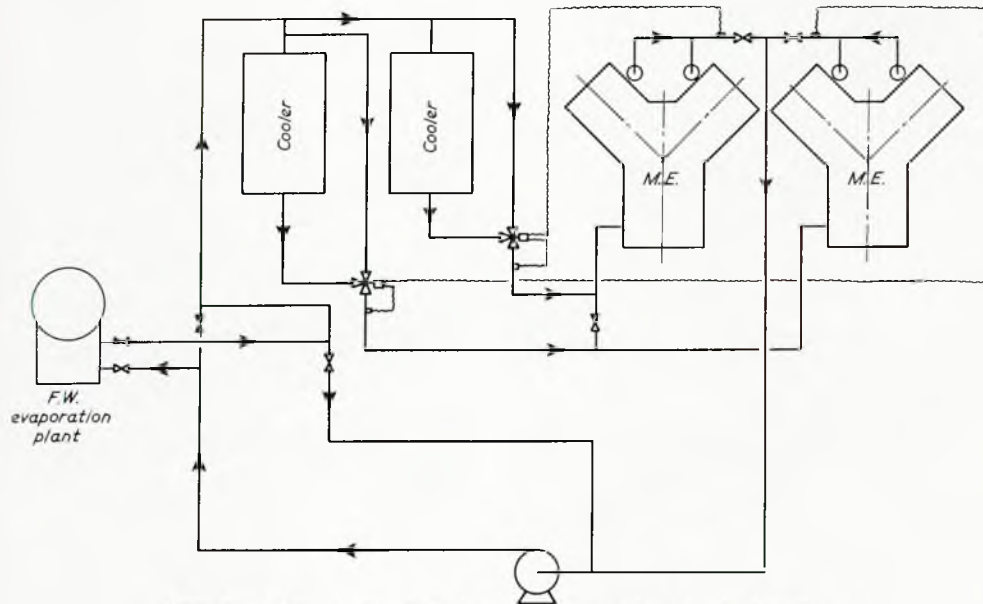 Cooler
Cooler
M.E.
M.E.
F.W.
evaporation
plant